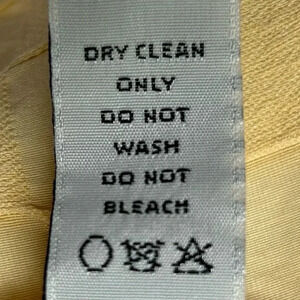 DRY CLEAN
ONLY
DO NOT
WASH
DO NOT
BLEACH